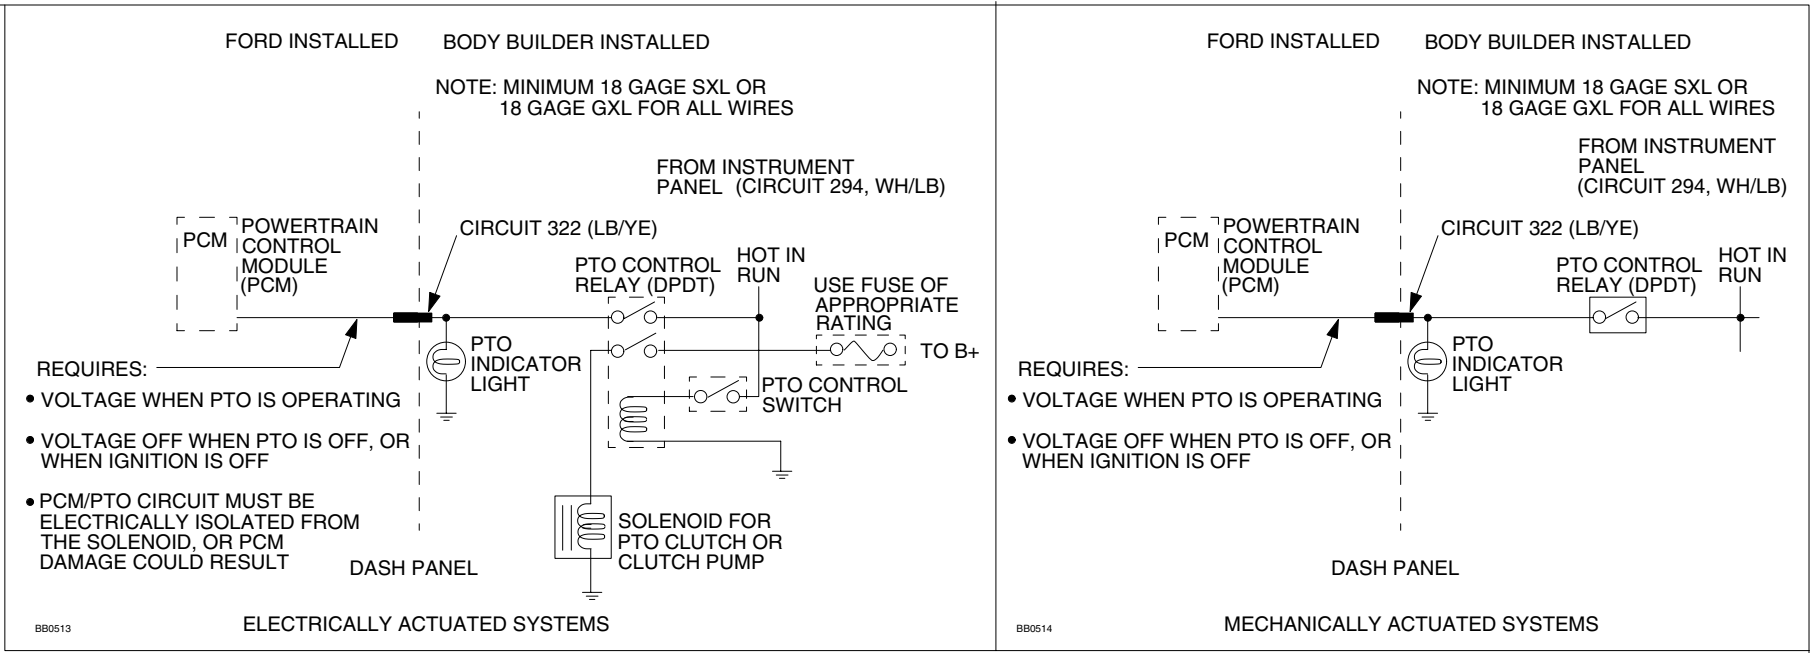 FORD INSTALLED
BODY BUILDER INSTALLED
NOTE: MINIMUM 18 GAGE SXL OR
18 GAGE GXL FOR ALL WIRES
FROM INSTRUMENT
PANEL (CIRCUIT 294, WH/LB)
PCM
POWERTRAIN
CONTROL
MODULE
(PCM)
CIRCUIT 322 (LB/YE)
PTO CONTROL
RELAY (DPDT)
HOT IN
RUN
USE FUSE OF
APPROPRIATE
RATING
TO B+
PTO
INDICATOR
LIGHT
PTO CONTROL
SWITCH
REQUIRES:
• VOLTAGE WHEN PTO IS OPERATING
• VOLTAGE OFF WHEN PTO IS OFF, OR
WHEN IGNITION IS OFF
• PCM/PTO CIRCUIT MUST BE
ELECTRICALLY ISOLATED FROM
THE SOLENOID, OR PCM
DAMAGE COULD RESULT
SOLENOID FOR
PTO CLUTCH OR
CLUTCH PUMP
DASH PANEL
BB0513
ELECTRICALLY ACTUATED SYSTEMS
FORD INSTALLED
BODY BUILDER INSTALLED
NOTE: MINIMUM 18 GAGE SXL OR
18 GAGE GXL FOR ALL WIRES
FROM INSTRUMENT
PANEL
(CIRCUIT 294, WH/LB)
PCM
POWERTRAIN
CONTROL
MODULE
(PCM)
CIRCUIT 322 (LB/YE)
PTO CONTROL
RELAY (DPDT)
HOT IN
RUN
PTO
INDICATOR
LIGHT
REQUIRES:
• VOLTAGE WHEN PTO IS OPERATING
• VOLTAGE OFF WHEN PTO IS OFF, OR
WHEN IGNITION IS OFF
DASH PANEL
BB0514
MECHANICALLY ACTUATED SYSTEMS